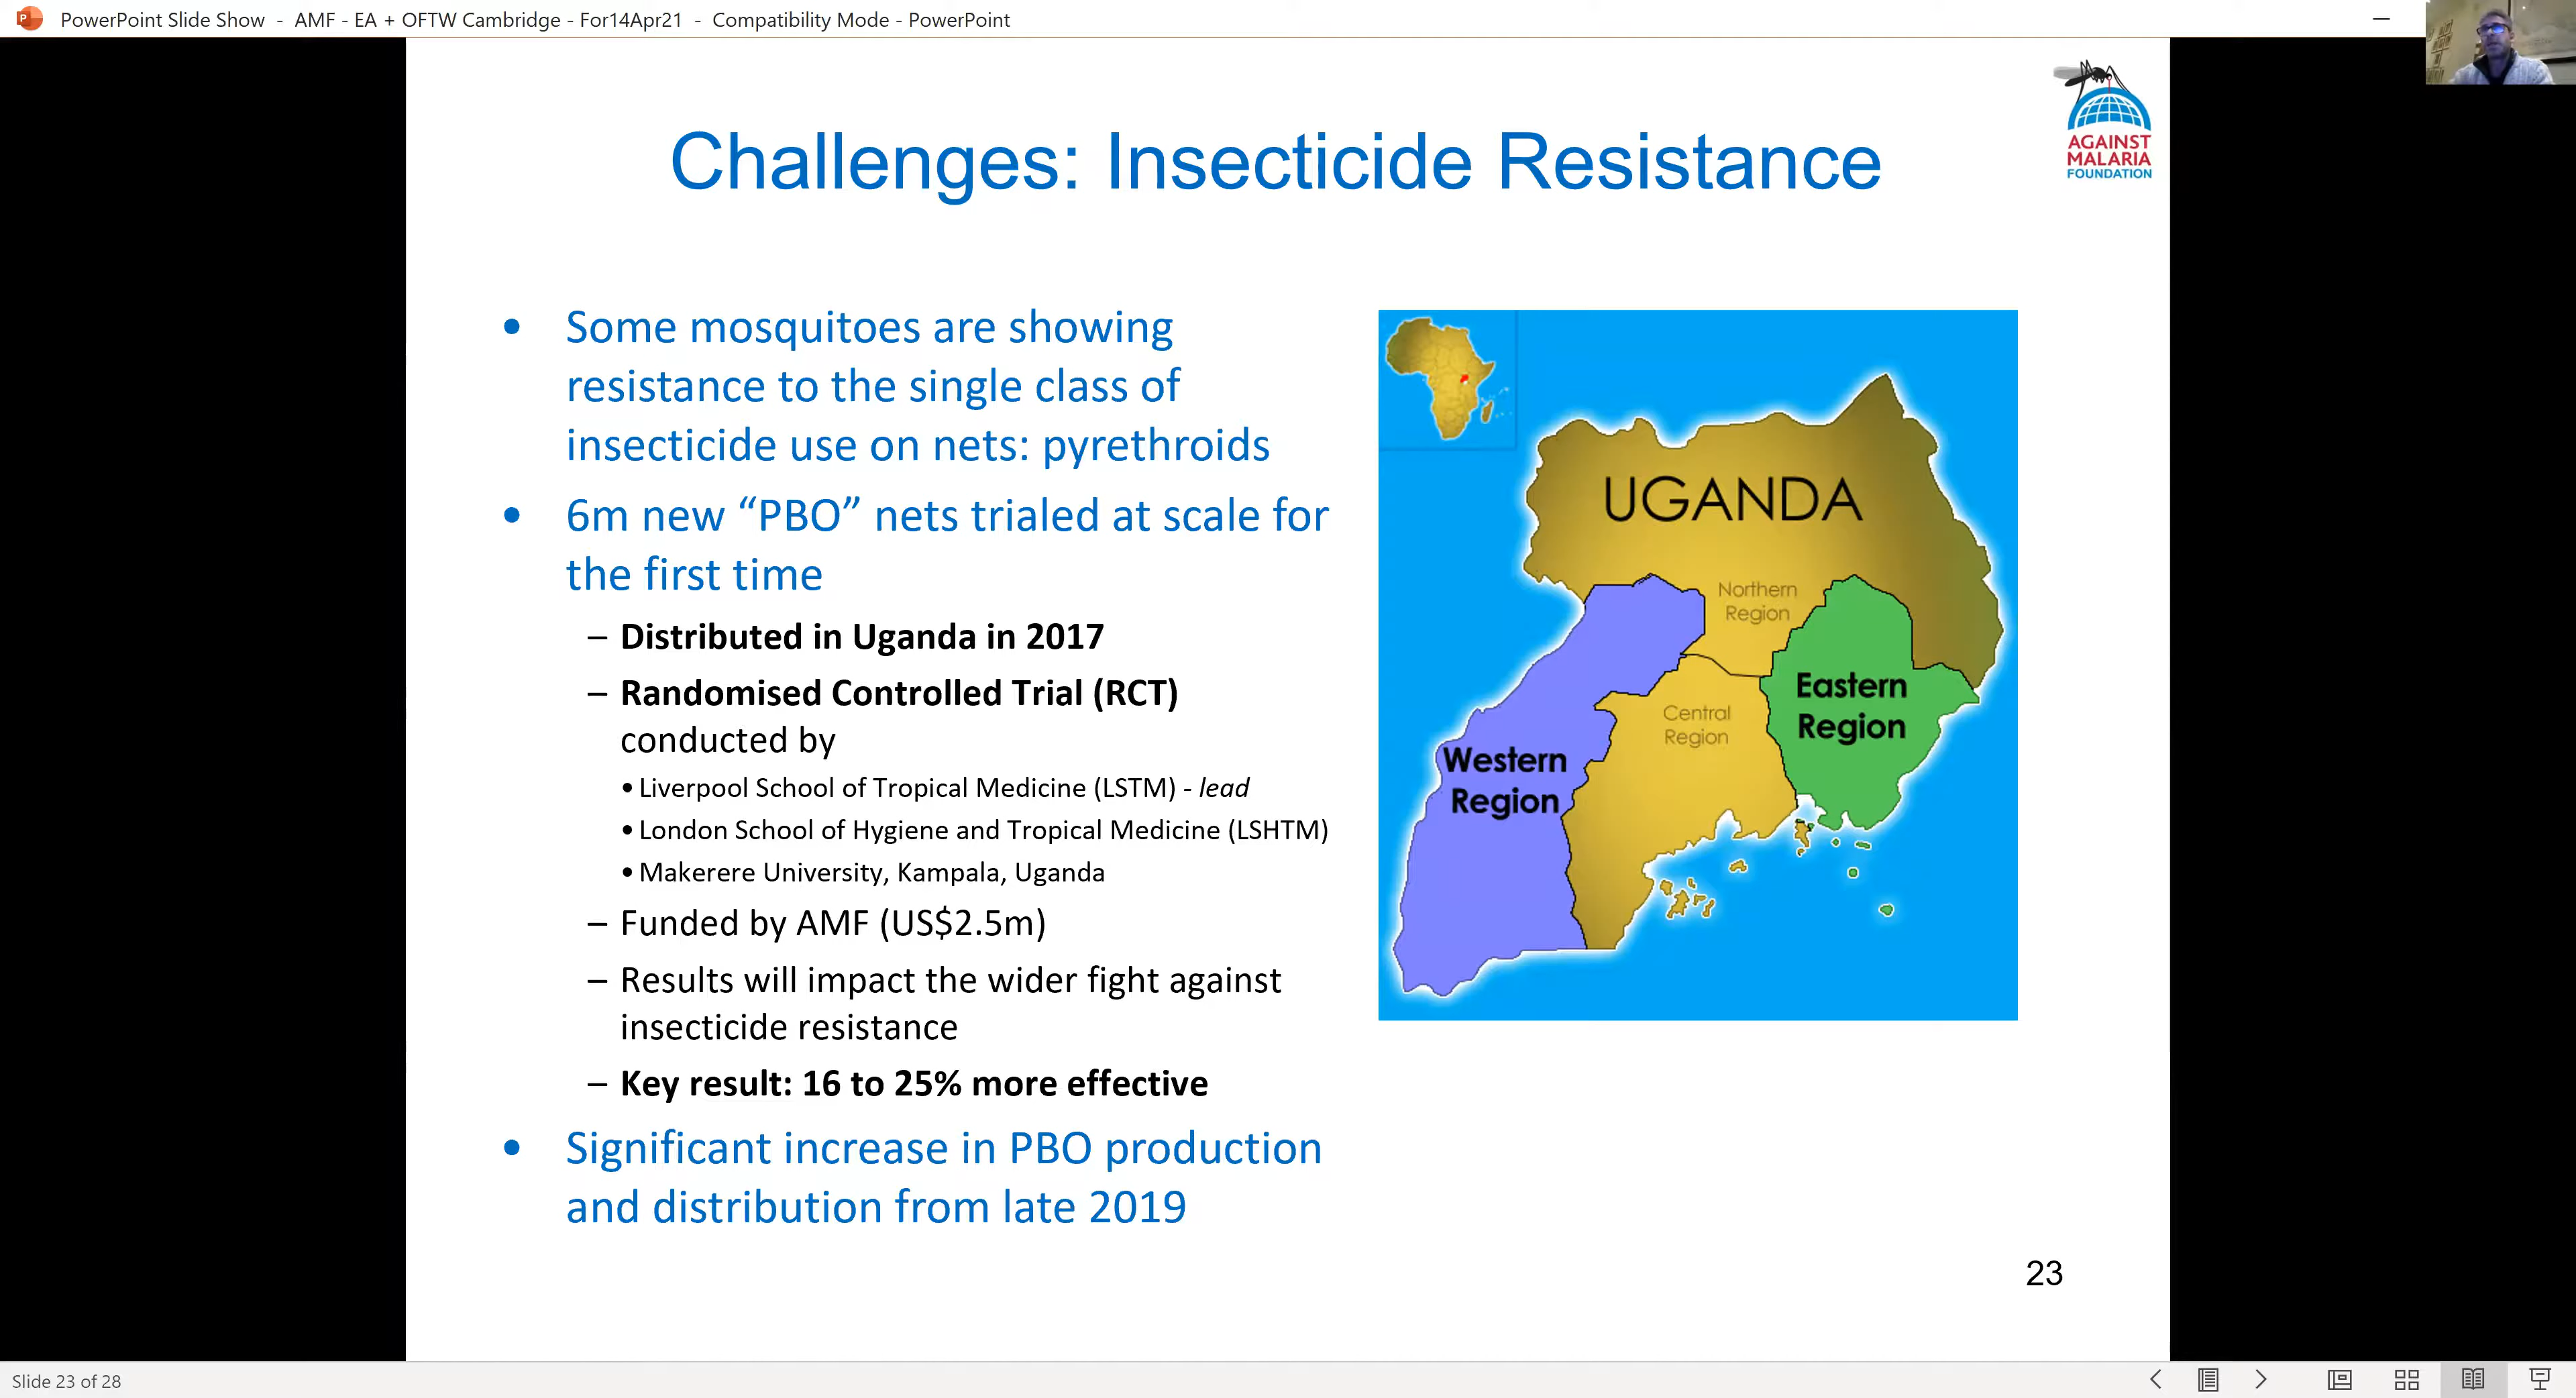 PowerPoint Slide Show - AMF - EA + OFTW Cambridge - For14Apr21 - Compatibility Mode - PowerPoint
AGAINST
MALARIA
FOUNDATION
Challenges: Insecticide Resistance
• Some mosquitoes are showing
resistance to the single class of
insecticide use on nets: pyrethroids
• 6m new “PBO” nets trialed at scale for
the first time
– Distributed in Uganda in 2017
– Randomised Controlled Trial (RCT)
conducted by
• Liverpool School of Tropical Medicine (LSTM) - lead
• London School of Hygiene and Tropical Medicine (LSHTM)
• Makerere University, Kampala, Uganda
– Funded by AMF (US$2.5m)
– Results will impact the wider fight against
insecticide resistance
– Key result: 16 to 25% more effective
• Significant increase in PBO production
and distribution from late 2019
UGANDA
Northern
Region
Eastern
Region
Central
Region
Western
Region
23
Slide 23 of 28